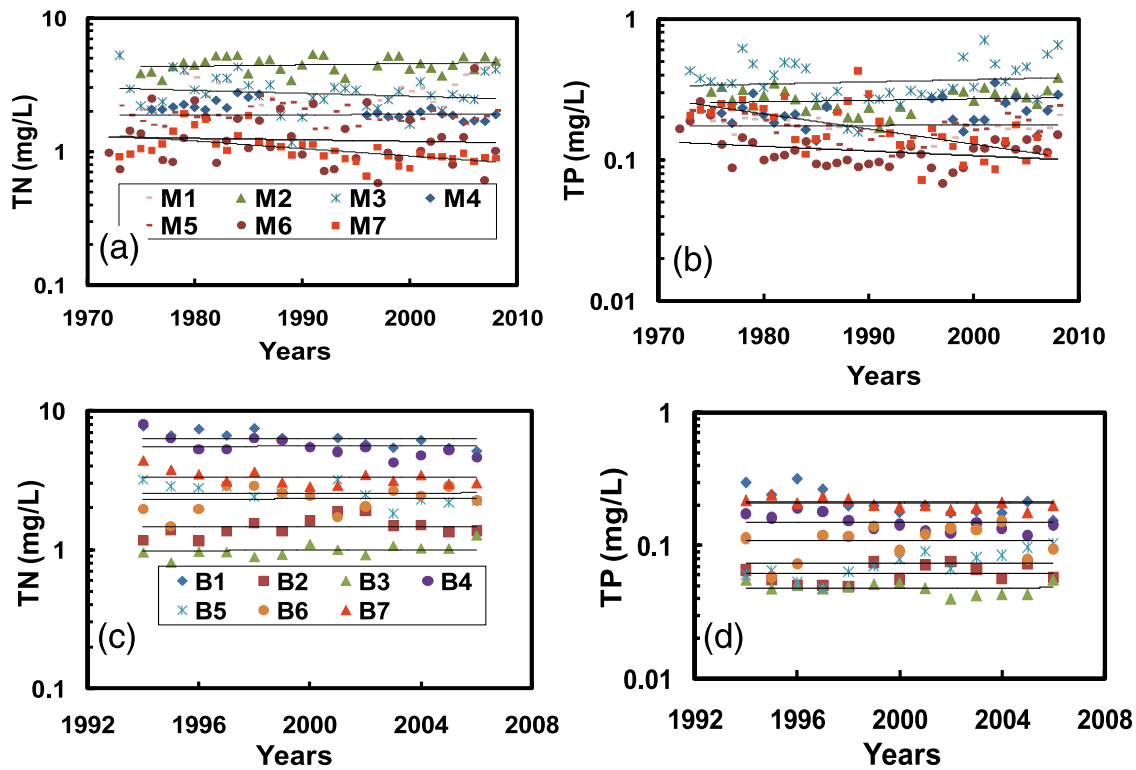 10
1
0.1
TN (mg/L)
M1 M2 M3 M4
M5 M6 M7
(a)
1970 1980 1990 2000 2010
Years
1
0.1
0.01
TP (mg/L)
(b)
1970 1980 1990 2000 2010
Years
10
1
0.1
TN (mg/L)
B1 B2 B3 B4
B5 B6 B7
(c)
1992 1996 2000 2004 2008
Years
1
0.1
0.01
TP (mg/L)
(d)
1992 1996 2000 2004 2008
Years